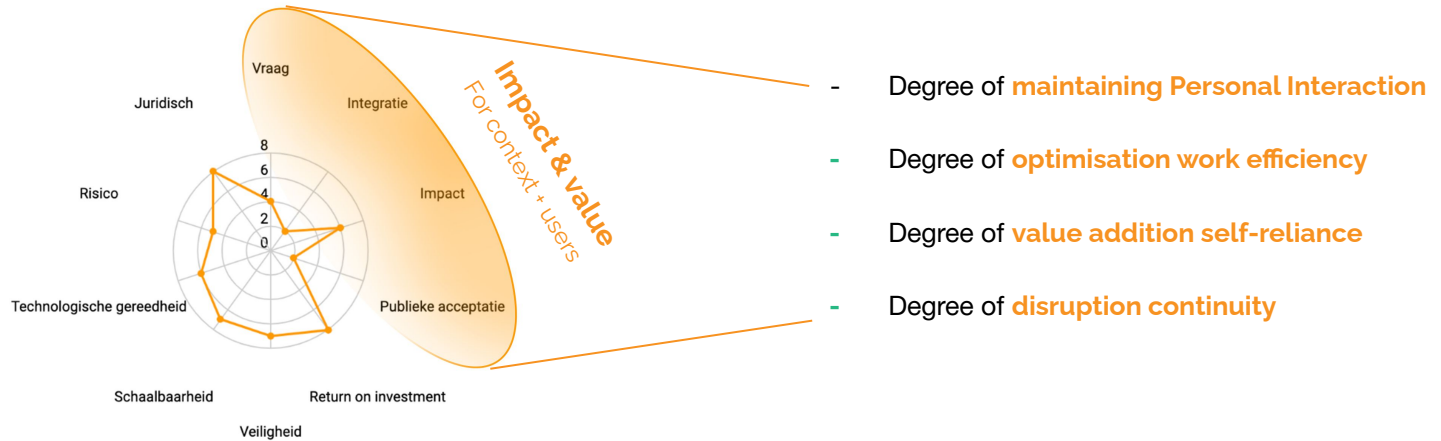 Vraag
Integratie
Impact
Publieke acceptatie
Return on investment
Veiligheid
Schaalbaarheid
Technologische gereedheid
Risico
Juridisch
8
6
4
2
0
Impact & value
For context + users
- Degree of maintaining Personal Interaction
- Degree of optimisation work efficiency
- Degree of value addition self-reliance
- Degree of disruption continuity